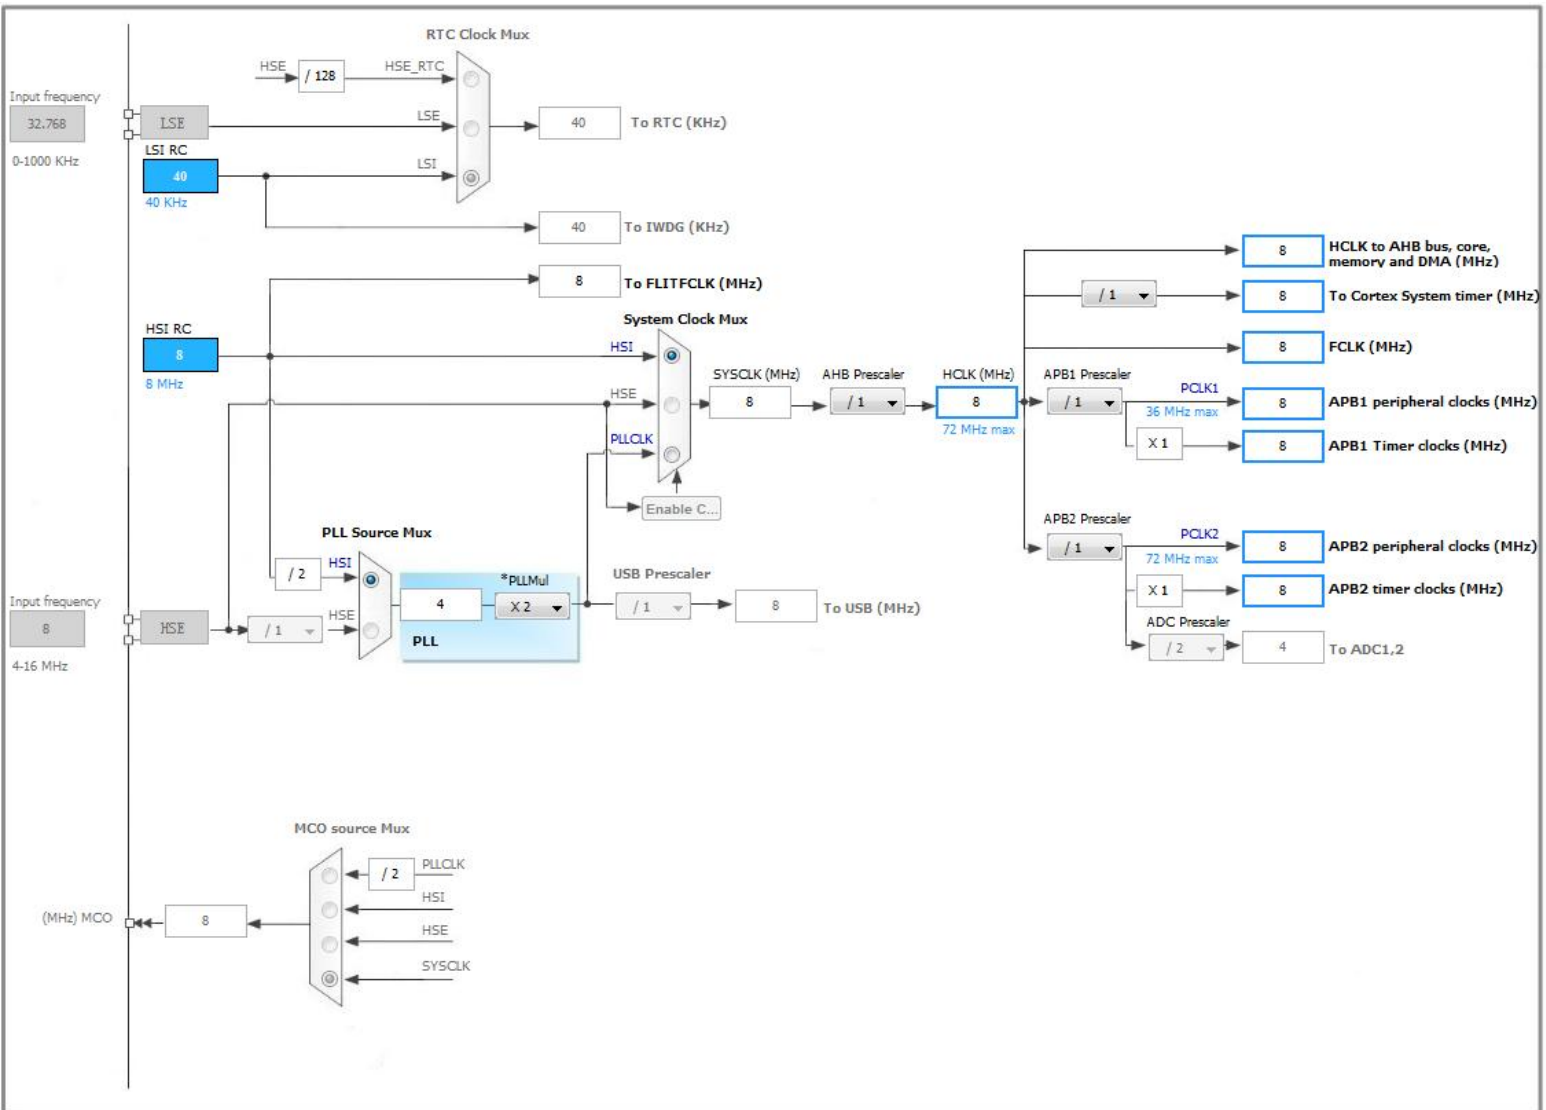 RTC Clock Mux
HSE
/ 128
HSE_RTC
Input frequency
32.768
0-1000 KHz
LSE
LSE
40
To RTC (KHz)
LSI RC
40
40 KHz
LSI
40
To IWDG (KHz)
8
To FLITFCLK (MHz)
HSI RC
8
8 MHz
System Clock Mux
HSI
HSE
PLLCLK
Enable C...
SYSCLK (MHz)
8
AHB Prescaler
/ 1
HCLK (MHz)
8
72 MHz max
8
HCLK to AHB bus, core,
memory and DMA (MHz)
/ 1
8
To Cortex System timer (MHz)
8
FCLK (MHz)
APB1 Prescaler
/ 1
PCLK1
36 MHz max
8
APB1 peripheral clocks (MHz)
X 1
8
APB1 Timer clocks (MHz)
APB2 Prescaler
/ 1
PCLK2
72 MHz max
8
APB2 peripheral clocks (MHz)
X 1
8
APB2 timer clocks (MHz)
ADC Prescaler
/ 2
4
To ADC1,2
PLL Source Mux
/ 2
HSI
Input frequency
8
4-16 MHz
HSE
/ 1
HSE
4
*PLLMul
X 2
PLL
USB Prescaler
/ 1
8
To USB (MHz)
MCO source Mux
/ 2
PLLCLK
HSI
HSE
SYSCLK
(MHz) MCO
8